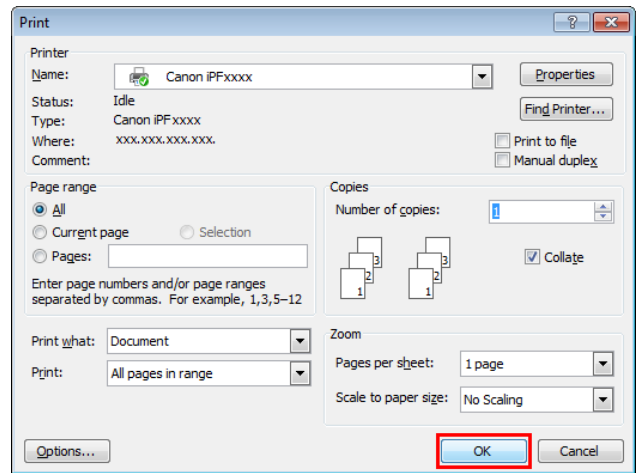 Print
Printer
Name: Canon iPFxxxx Properties
Status: Idle
Find Printer...
Type: Canon iPFxxxx
Where: xxx.xxx.xxx.xxx. Print to file
Comment: Manual duplex
Page range
All
Current page Selection
Pages:
Enter page numbers and/or page ranges
separated by commas. For example, 1,3,5–12
Copies
Number of copies: 1
1 2 3 1 2 3
Collate
Print what: Document
Print: All pages in range
Zoom
Pages per sheet: 1 page
Scale to paper size: No Scaling
Options... OK Cancel